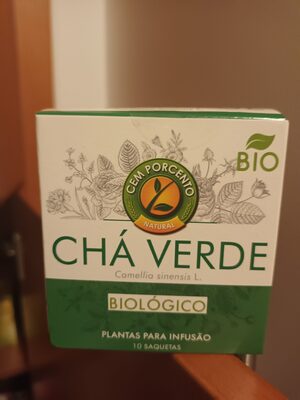 BIO
CEM PORCENTO
NATURAL
CHÁ VERDE
Camellia sinensis L.
BIOLÓGICO
PLANTAS PARA INFUSÃO
10 SAQUETAS